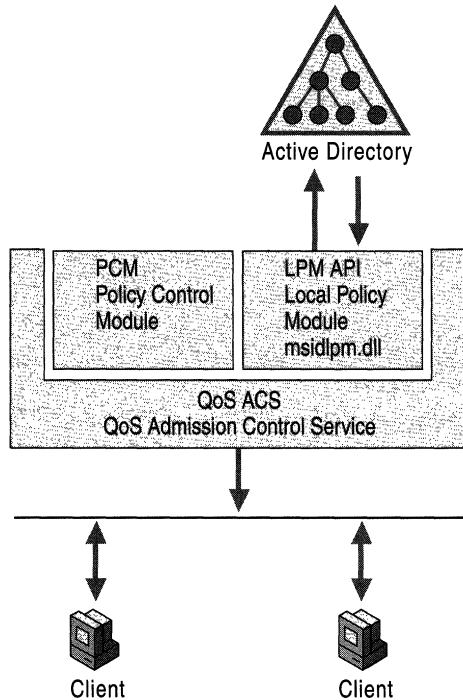 Active Directory
PCM
Policy Control
Module
LPM API
Local Policy
Module
msidlpm.dll
QoS ACS
QoS Admission Control Service
Client
Client